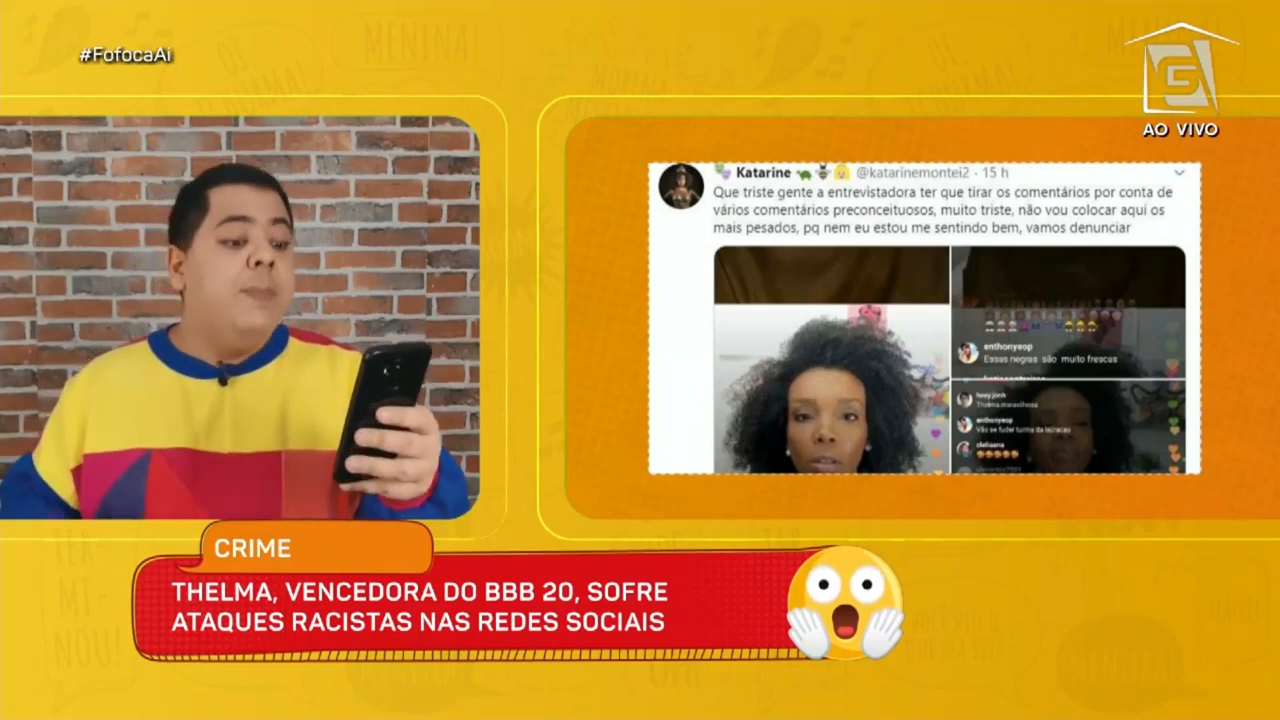 #FofocaAi
G
AO VIVO
Katarine @katarinemontei2 · 15 h
Que triste gente a entrevistadora ter que tirar os comentários por conta de
vários comentários preconceituosos, muito triste, não vou colocar aqui os
mais pesados, pq nem eu estou me sentindo bem, vamos denunciar
enthonyeop
Essas negras são muito frescas
Thelma maravilhosa
enthonyeop
Vão se fuder turma da lacracao
CRIME
THELMA, VENCEDORA DO BBB 20, SOFRE
ATAQUES RACISTAS NAS REDES SOCIAIS
MENINA!